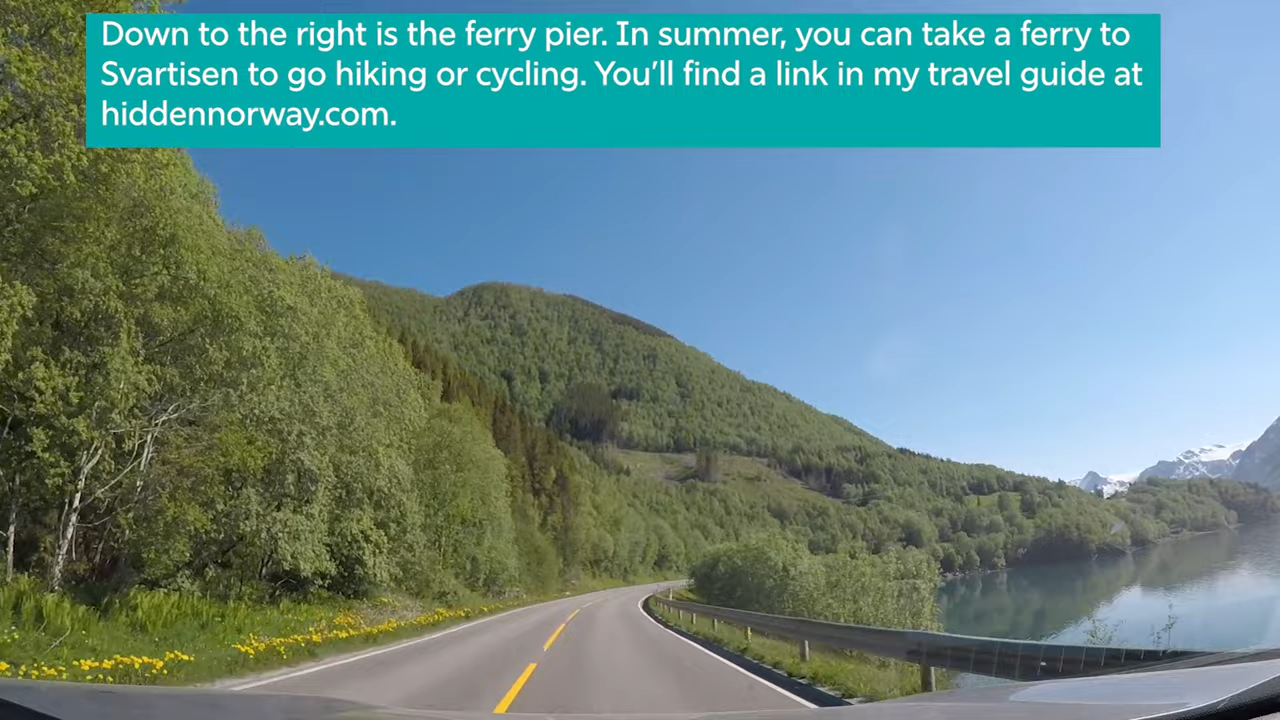 Down to the right is the ferry pier. In summer, you can take a ferry to
Svartisen to go hiking or cycling. You’ll find a link in my travel guide at
hiddennorway.com.